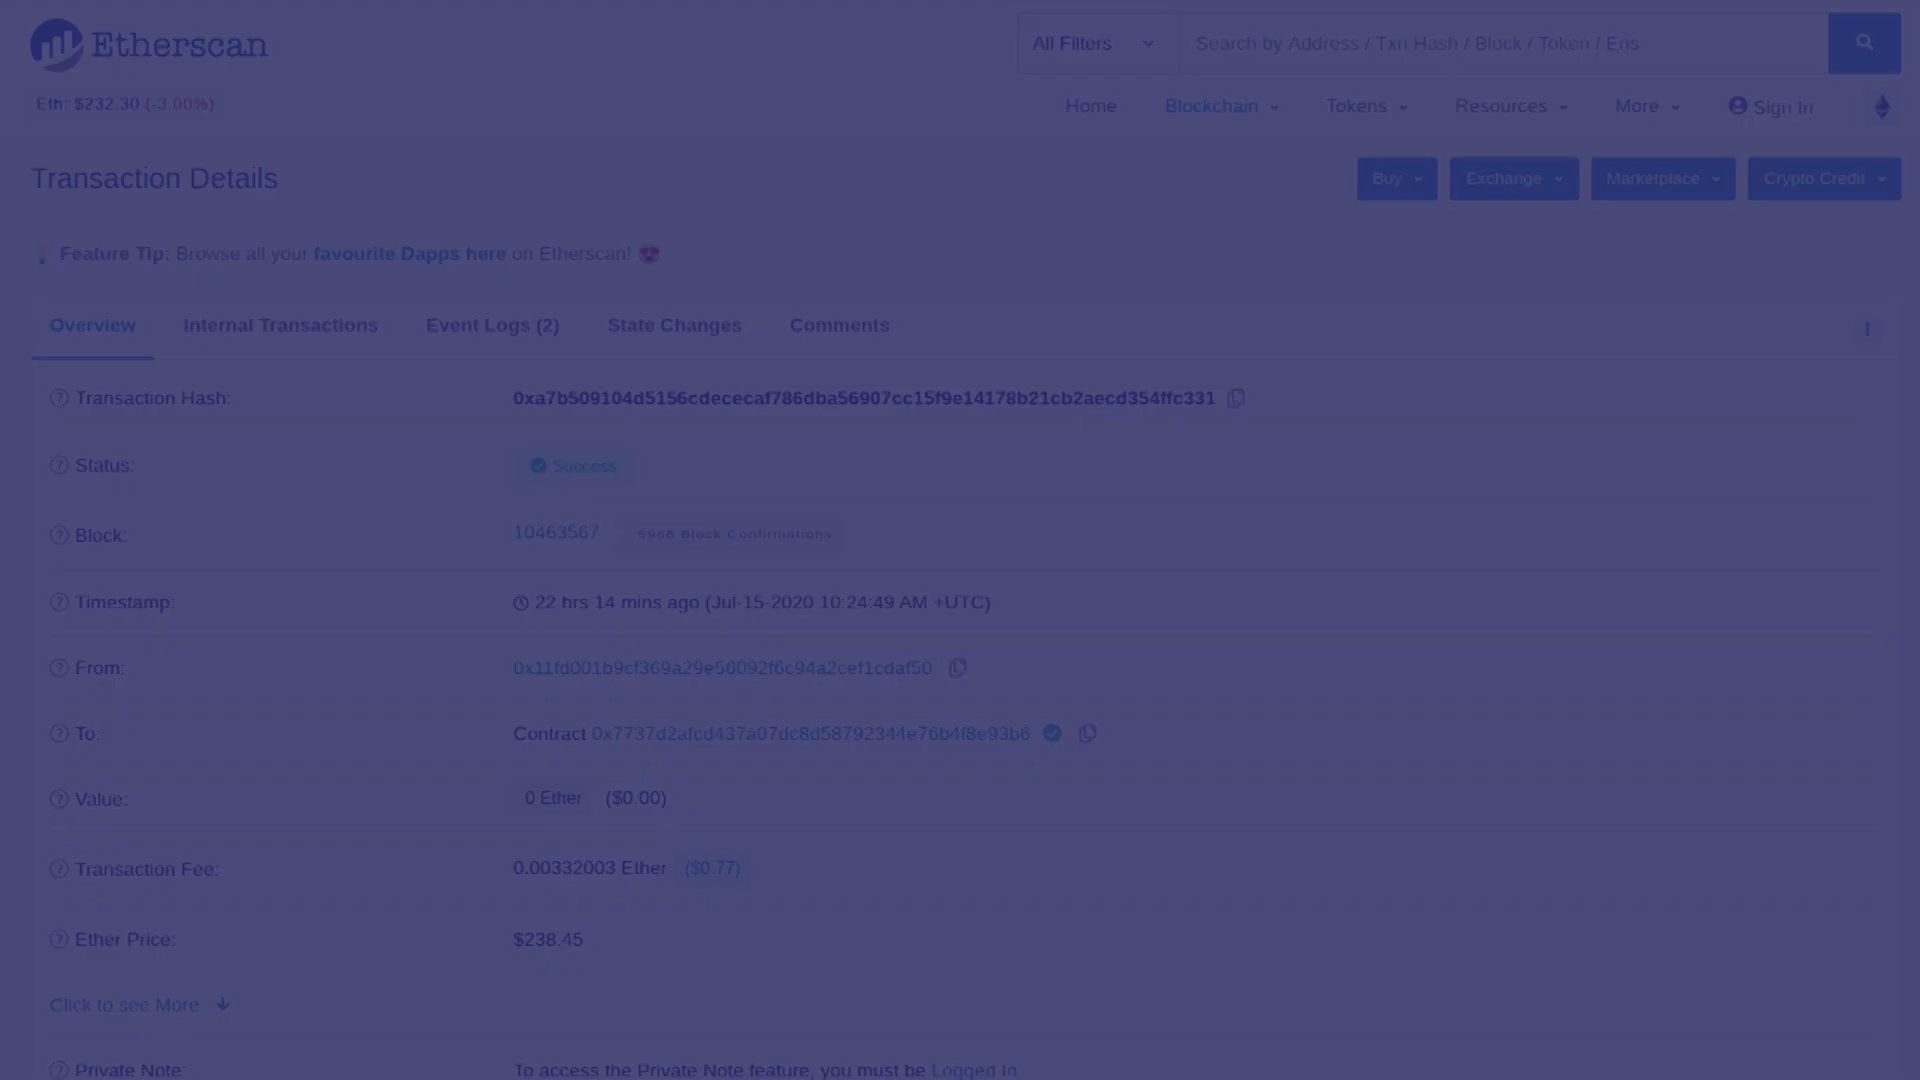 Etherscan
All Filters
Search by Address / Txn Hash / Block / Token / Ens
Eth: $232.30 (-3.00%)
Home Blockchain Tokens Resources More Sign In
Transaction Details
Buy Exchange Marketplace Crypto Credit
Feature Tip: Browse all your favourite Dapps here on Etherscan!
Overview Internal Transactions Event Logs (2) State Changes Comments
Transaction Hash: 0xa7b509104d5156cdececaf786dba56907cc15f9e14178b21cb2aecd354ffc331
Status: Success
Block: 10463567 5968 Block Confirmations
Timestamp: 22 hrs 14 mins ago (Jul-15-2020 10:24:49 AM +UTC)
From: 0x11fd001b9cf369a29e56092f6c94a2cef1cdaf50
To: Contract 0x7737d2afcd437a07dc8d58792344e76b4f8e93b6
Value: 0 Ether ($0.00)
Transaction Fee: 0.00332003 Ether ($0.77)
Ether Price: $238.45
Click to see More
Private Note: To access the Private Note feature, you must be Logged In